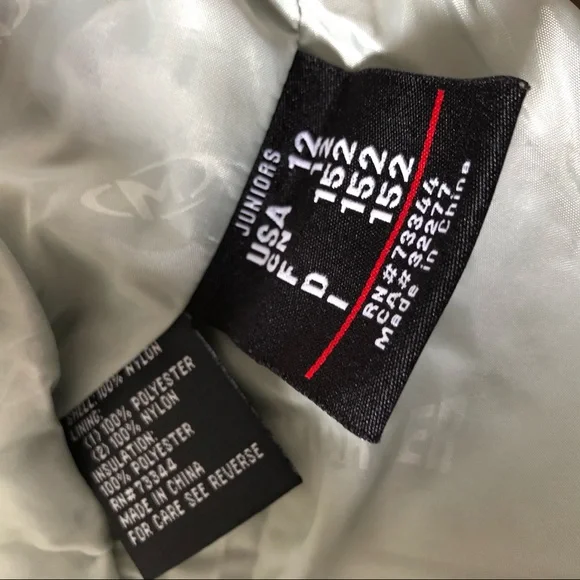 JUNIORS
USA 12
CN
F 152
D 152
I 152
RN# 73344
CA# 32277
Made in China
SHELL: 100% NYLON
LINING:
(1) 100% POLYESTER
(2) 100% NYLON
INSULATION:
100% POLYESTER
RN# 73344
MADE IN CHINA
FOR CARE SEE REVERSE